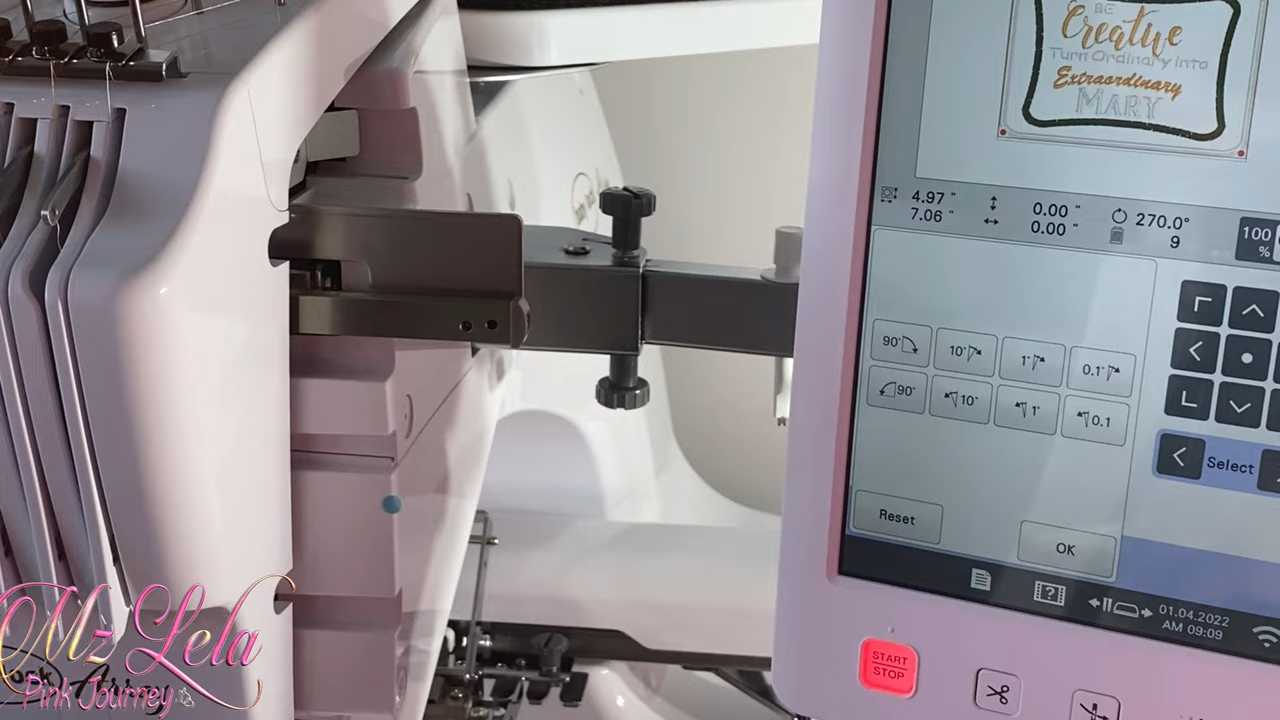 BE
Creative
Turn Ordinary Into
Extraordinary
MARY
4.97 "
7.06 "
0.00 "
0.00 "
270.0°
9
100
%
90°
10°
1°
0.1°
90°
10°
1°
0.1
Select
Reset
OK
01.04.2022
AM 09:09
START
STOP
Mz Lela
Pink Journey